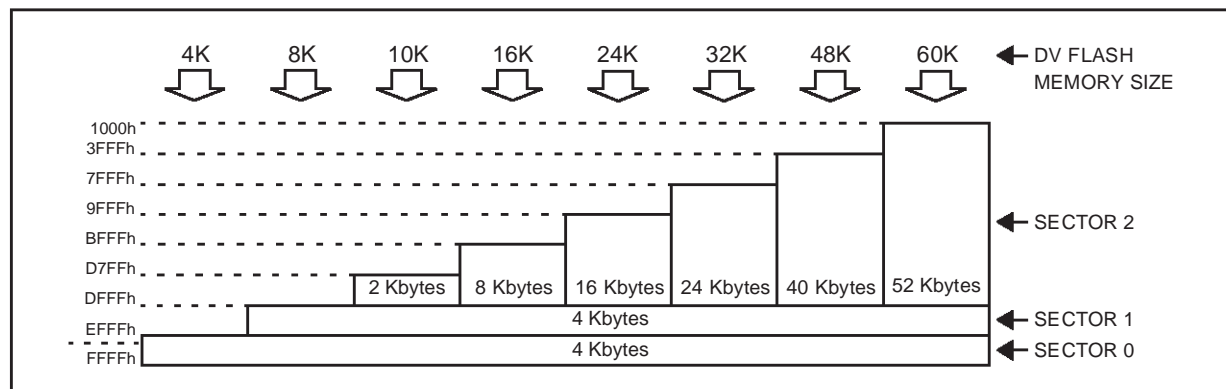 4K 8K 10K 16K 24K 32K 48K 60K DV FLASH
MEMORY SIZE
1000h
3FFFh
7FFFh
9FFFh
SECTOR 2
BFFFh
D7FFh
2 Kbytes 8 Kbytes 16 Kbytes 24 Kbytes 40 Kbytes 52 Kbytes
DFFFh
4 Kbytes SECTOR 1
EFFFh
4 Kbytes SECTOR 0
FFFFh